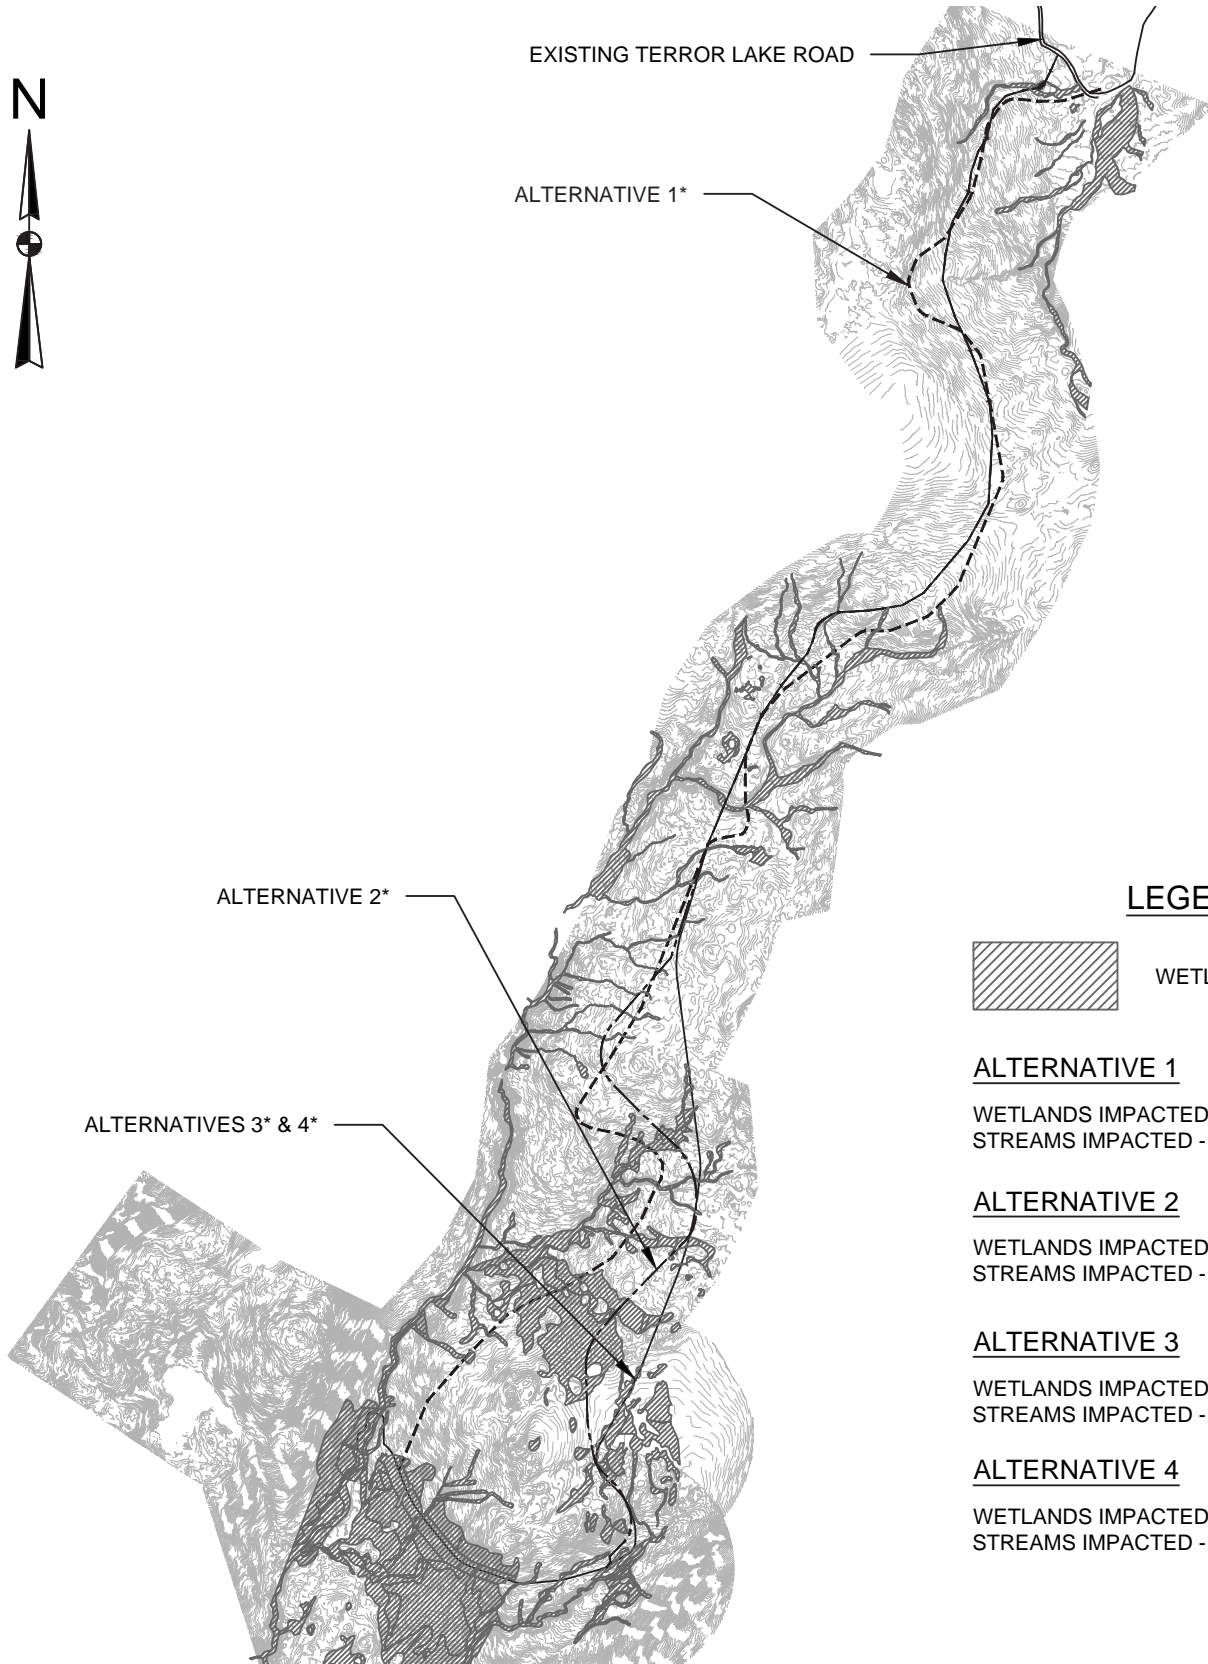 EXISTING TERROR LAKE ROAD
N
ALTERNATIVE 1*
ALTERNATIVE 2*
ALTERNATIVES 3* & 4*
LEGE
WETL
ALTERNATIVE 1
WETLANDS IMPACTED
STREAMS IMPACTED -
ALTERNATIVE 2
WETLANDS IMPACTED
STREAMS IMPACTED -
ALTERNATIVE 3
WETLANDS IMPACTED
STREAMS IMPACTED -
ALTERNATIVE 4
WETLANDS IMPACTED
STREAMS IMPACTED -